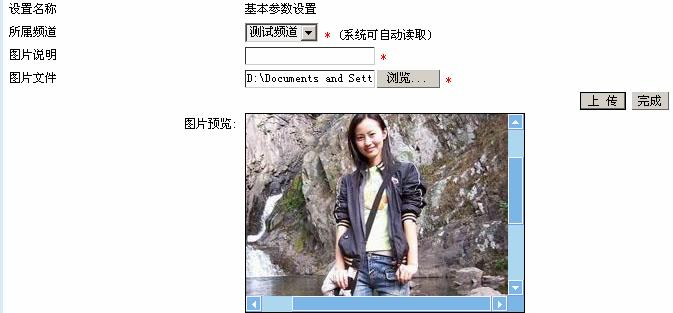 设置名称 基本参数设置
所属频道 测试频道 * (系统可自动读取)
图片说明 *
图片文件 D:\Documents and Sett 浏览... *
上 传 完成
图片预览: